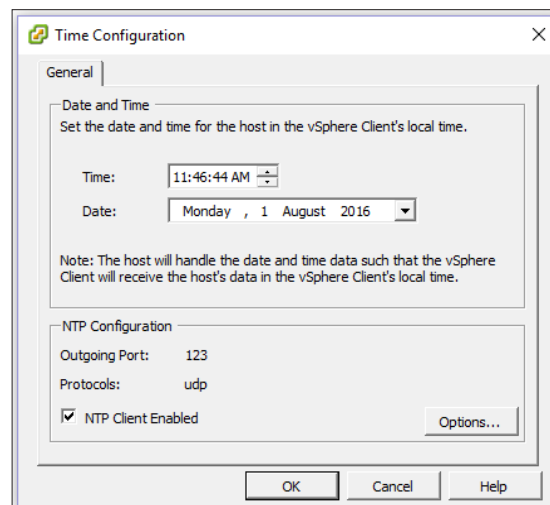 Time Configuration
General
Date and Time
Set the date and time for the host in the vSphere Client's local time.
Time: 11:46:44 AM
Date: Monday , 1 August 2016
Note: The host will handle the date and time data such that the vSphere
Client will receive the host's data in the vSphere Client's local time.
NTP Configuration
Outgoing Port: 123
Protocols: udp
NTP Client Enabled
Options...
OK Cancel Help